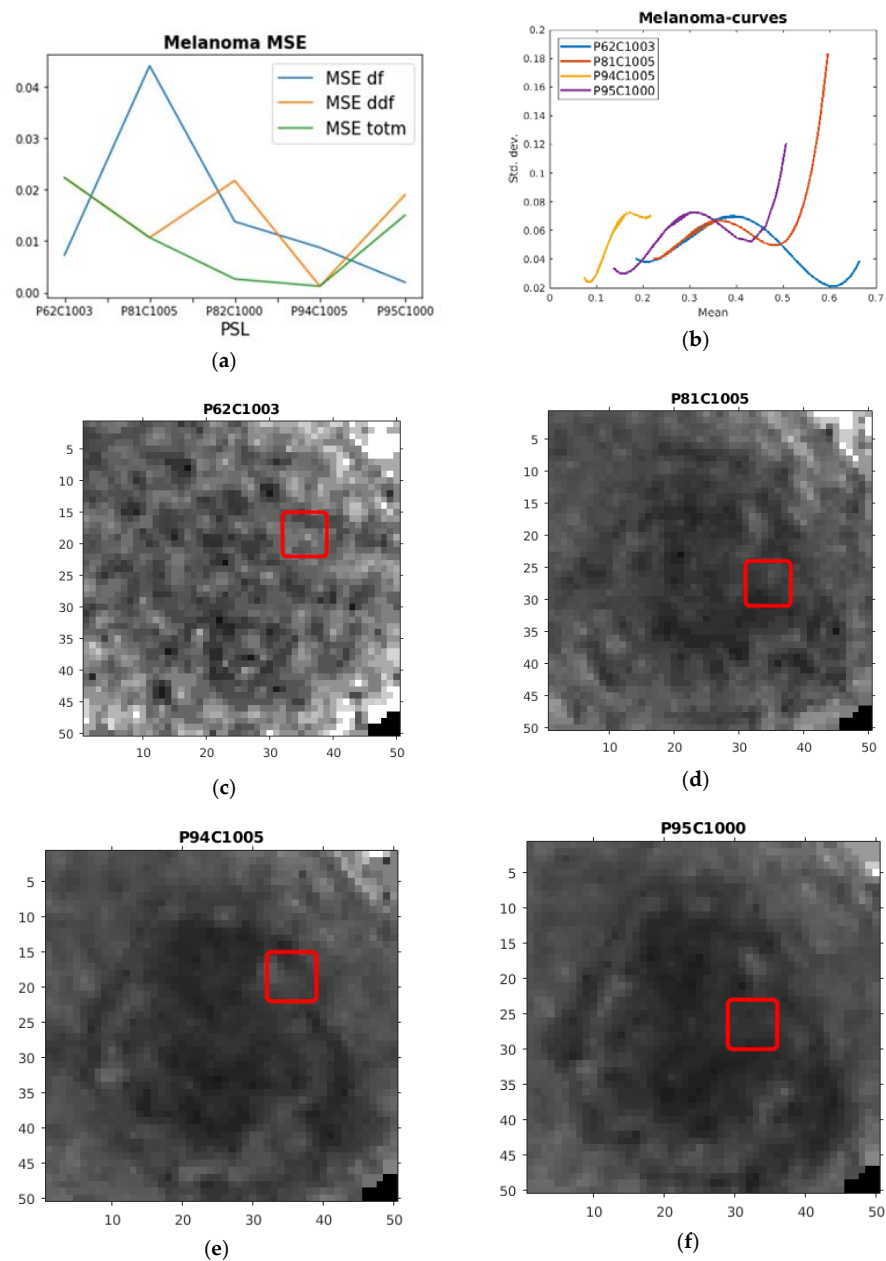 Melanoma MSE
MSE df
MSE ddf
MSE totm
0.04
0.03
0.02
0.01
0.00
P62C1003 P81C1005 P82C1000 P94C1005 P95C1000
PSL
(a)
Melanoma-curves
P62C1003
P81C1005
P94C1005
P95C1000
Std. dev.
0.2
0.18
0.16
0.14
0.12
0.1
0.08
0.06
0.04
0.02
0 0.1 0.2 0.3 0.4 0.5 0.6 0.7
Mean
(b)
P62C1003
5
10
15
20
25
30
35
40
45
50
10 20 30 40 50
(c)
P81C1005
5
10
15
20
25
30
35
40
45
50
10 20 30 40 50
(d)
P94C1005
5
10
15
20
25
30
35
40
45
50
10 20 30 40 50
(e)
P95C1000
5
10
15
20
25
30
35
40
45
50
10 20 30 40 50
(f)